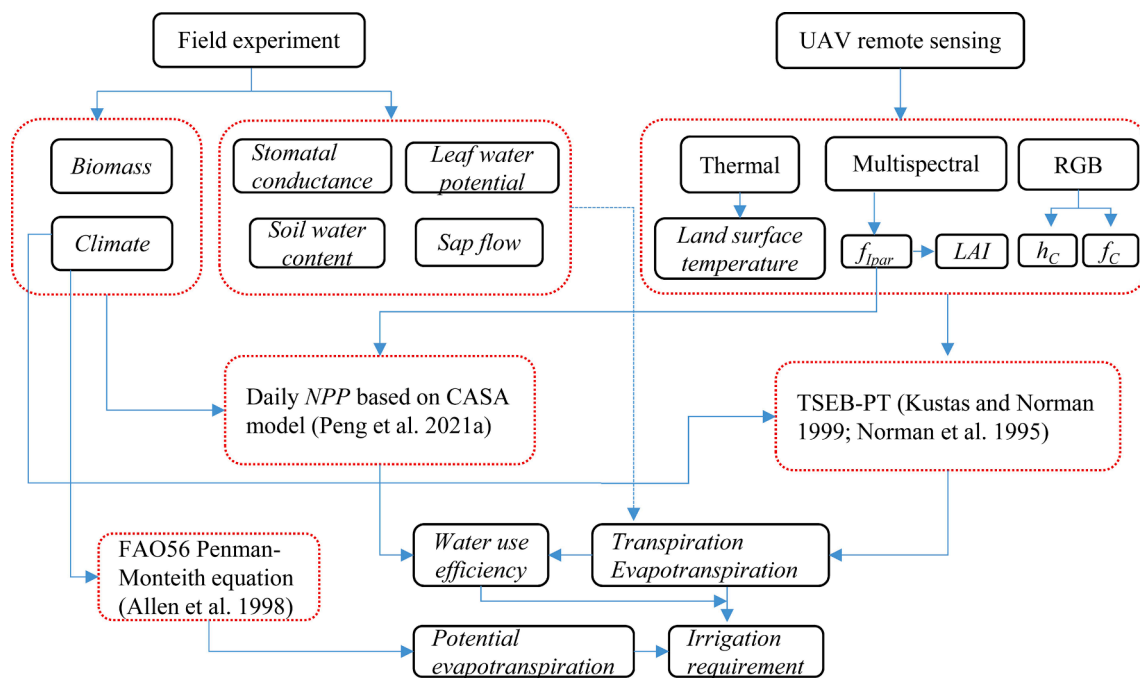 Field experiment
UAV remote sensing
Biomass
Climate
Stomatal
conductance
Leaf water
potential
Soil water
content
Sap flow
Thermal
Multispectral
RGB
Land surface
temperature
f_Ipar
LAI
h_C
f_C
Daily NPP based on CASA
model (Peng et al. 2021a)
TSEB-PT (Kustas and Norman
1999; Norman et al. 1995)
FAO56 Penman-
Monteith equation
(Allen et al. 1998)
Water use
efficiency
Transpiration
Evapotranspiration
Potential
evapotranspiration
Irrigation
requirement